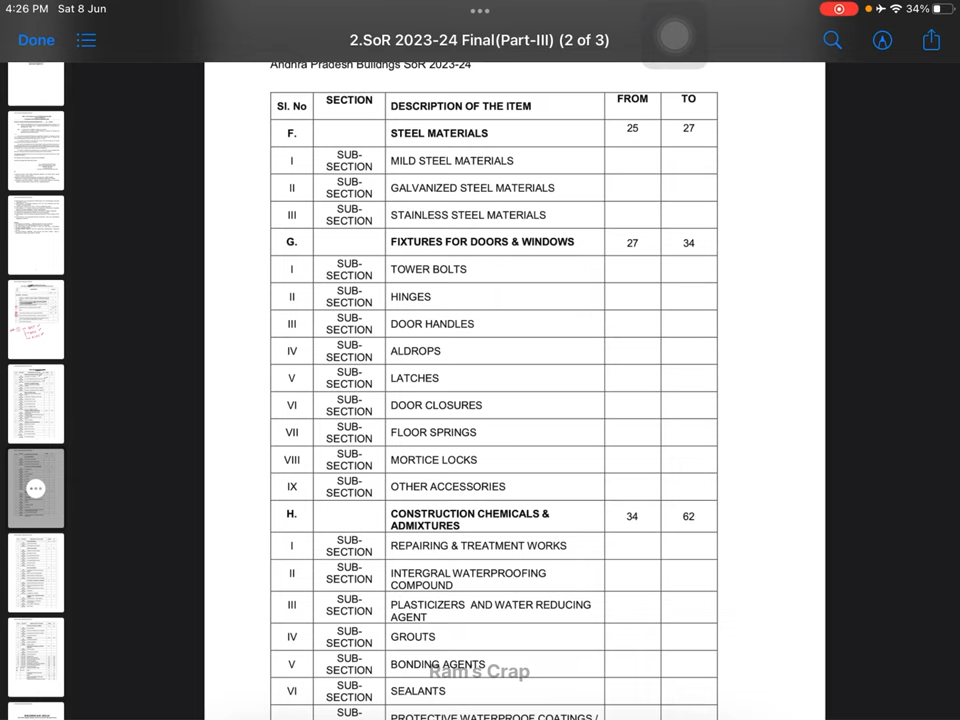 4:26 PM Sat 8 Jun
34%
Done
2.SoR 2023-24 Final(Part-III) (2 of 3)
Andhra Pradesh Buildings SoR 2023-24
Sl. No SECTION DESCRIPTION OF THE ITEM FROM TO
F. STEEL MATERIALS 25 27
I SUB-SECTION MILD STEEL MATERIALS
II SUB-SECTION GALVANIZED STEEL MATERIALS
III SUB-SECTION STAINLESS STEEL MATERIALS
G. FIXTURES FOR DOORS & WINDOWS 27 34
I SUB-SECTION TOWER BOLTS
II SUB-SECTION HINGES
III SUB-SECTION DOOR HANDLES
IV SUB-SECTION ALDROPS
V SUB-SECTION LATCHES
VI SUB-SECTION DOOR CLOSURES
VII SUB-SECTION FLOOR SPRINGS
VIII SUB-SECTION MORTICE LOCKS
IX SUB-SECTION OTHER ACCESSORIES
H. CONSTRUCTION CHEMICALS &
ADMIXTURES 34 62
I SUB-SECTION REPAIRING & TREATMENT WORKS
II SUB-SECTION INTERGRAL WATERPROOFING
COMPOUND
III SUB-SECTION PLASTICIZERS AND WATER REDUCING
AGENT
IV SUB-SECTION GROUTS
V SUB-SECTION BONDING AGENTS
Ram's Crap
VI SUB-SECTION SEALANTS
SUB-
PROTECTIVE WATERPROOF COATINGS /